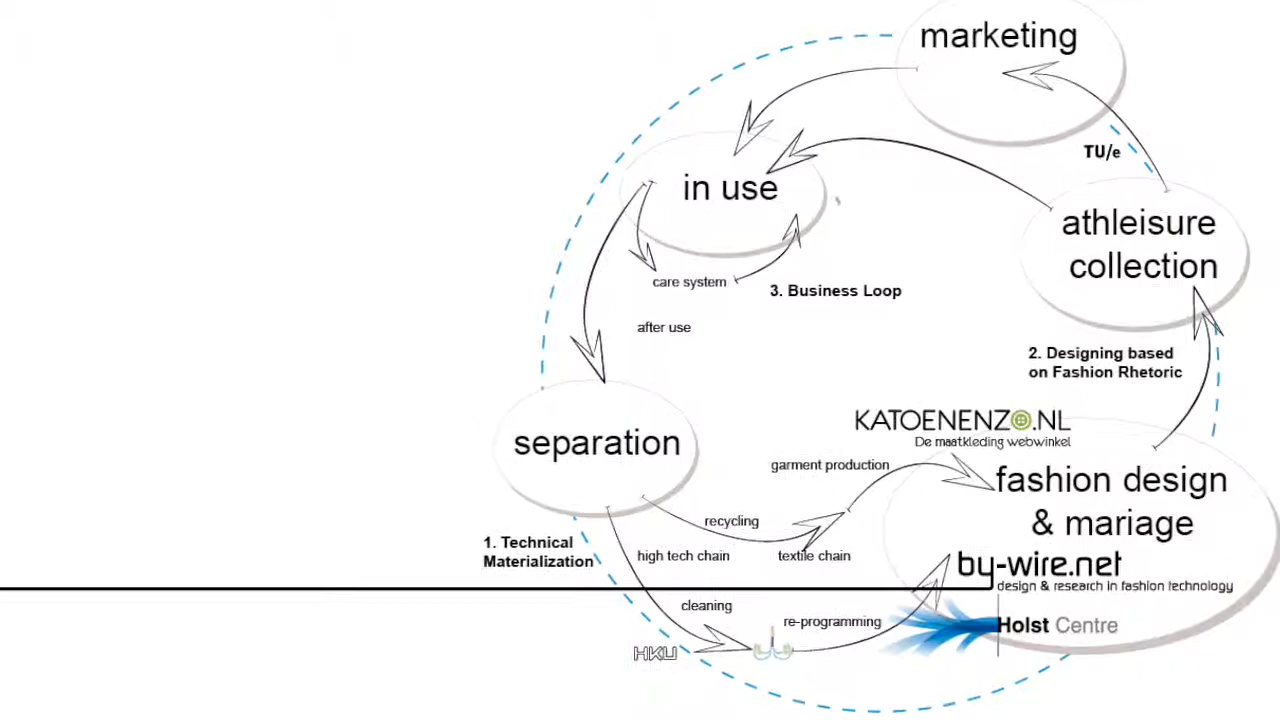 marketing
TU/e
in use
athleisure
collection
care system
3. Business Loop
after use
2. Designing based
on Fashion Rhetoric
KATOENENZO.NL
De maatkleding webwinkel
separation
garment production
fashion design
& mariage
recycling
1. Technical
Materialization
high tech chain
textile chain
by-wire.net
design & research in fashion technology
cleaning
re-programming
Holst Centre
HKU